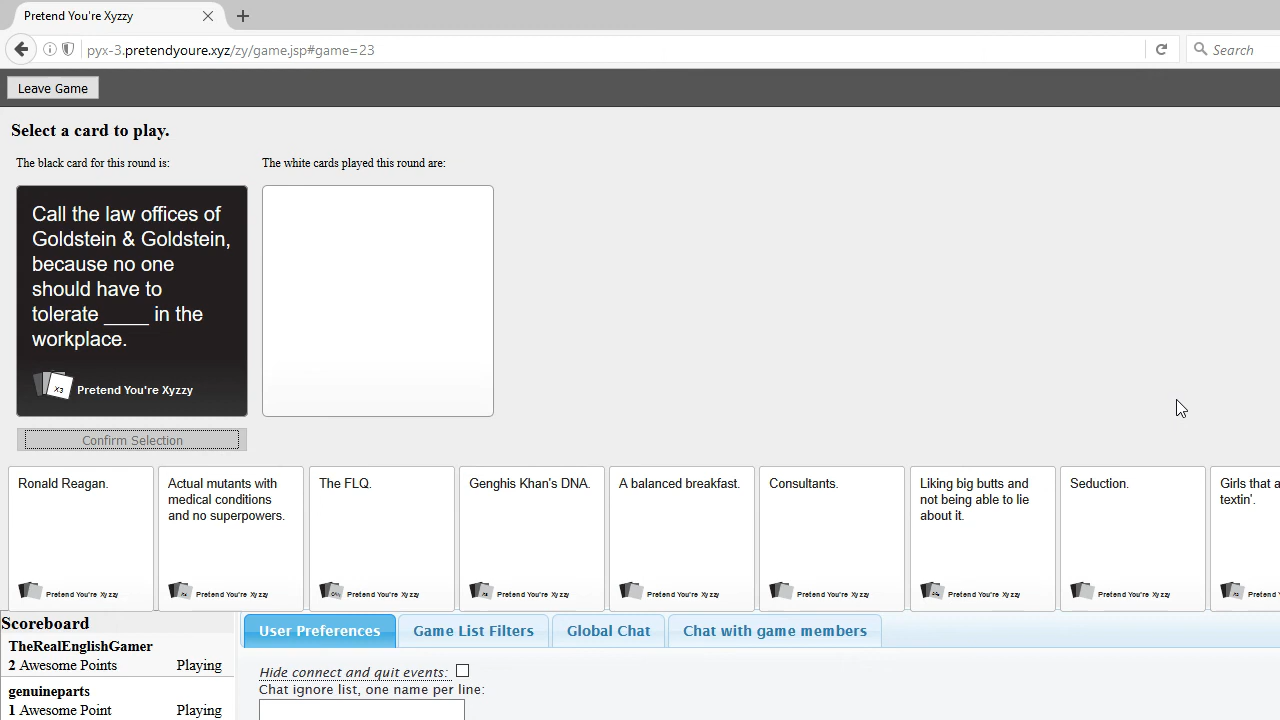 Pretend You're Xyzzy
pyx-3.pretendyoure.xyz/zy/game.jsp#game=23
Search
Leave Game
Select a card to play.
The black card for this round is:
The white cards played this round are:
Call the law offices of
Goldstein & Goldstein,
because no one
should have to
tolerate ____ in the
workplace.
X3
Pretend You're Xyzzy
Confirm Selection
Ronald Reagan.
Pretend You're Xyzzy
Actual mutants with
medical conditions
and no superpowers.
Pretend You're Xyzzy
The FLQ.
Pretend You're Xyzzy
Genghis Khan's DNA.
Pretend You're Xyzzy
A balanced breakfast.
Pretend You're Xyzzy
Consultants.
Pretend You're Xyzzy
Liking big butts and
not being able to lie
about it.
Pretend You're Xyzzy
Seduction.
Pretend You're Xyzzy
Girls that a
textin'.
Pretend Y
Scoreboard
TheRealEnglishGamer
2 Awesome Points Playing
genuineparts
1 Awesome Point Playing
User Preferences
Game List Filters
Global Chat
Chat with game members
Hide connect and quit events:
Chat ignore list, one name per line: